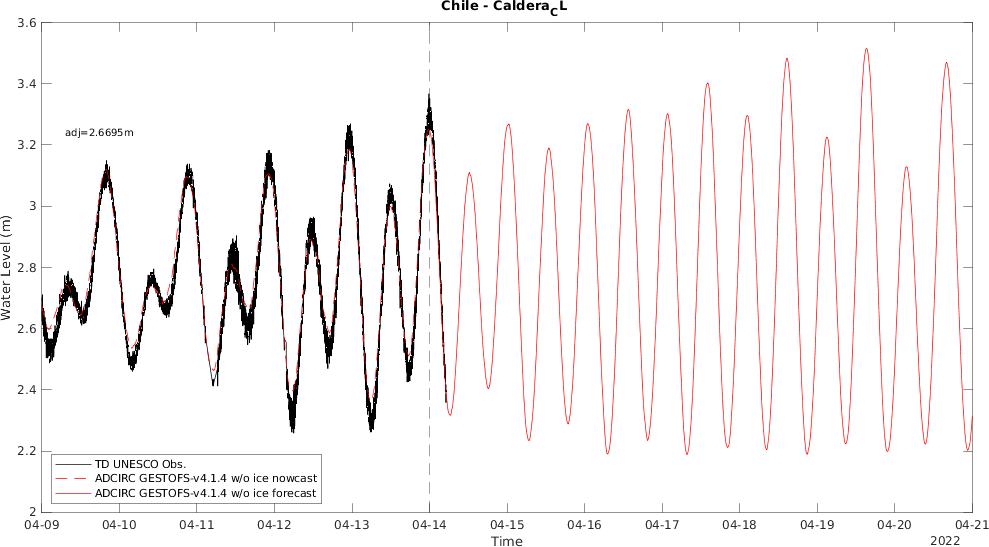 Chile - Caldera_CL
3.6
3.4
3.2
3
2.8
2.6
2.4
2.2
2
Water Level (m)
adj=2.6695m
TD UNESCO Obs.
ADCIRC GESTOFS-v4.1.4 w/o ice nowcast
ADCIRC GESTOFS-v4.1.4 w/o ice forecast
04-09 04-10 04-11 04-12 04-13 04-14 04-15 04-16 04-17 04-18 04-19 04-20 04-21
Time
2022